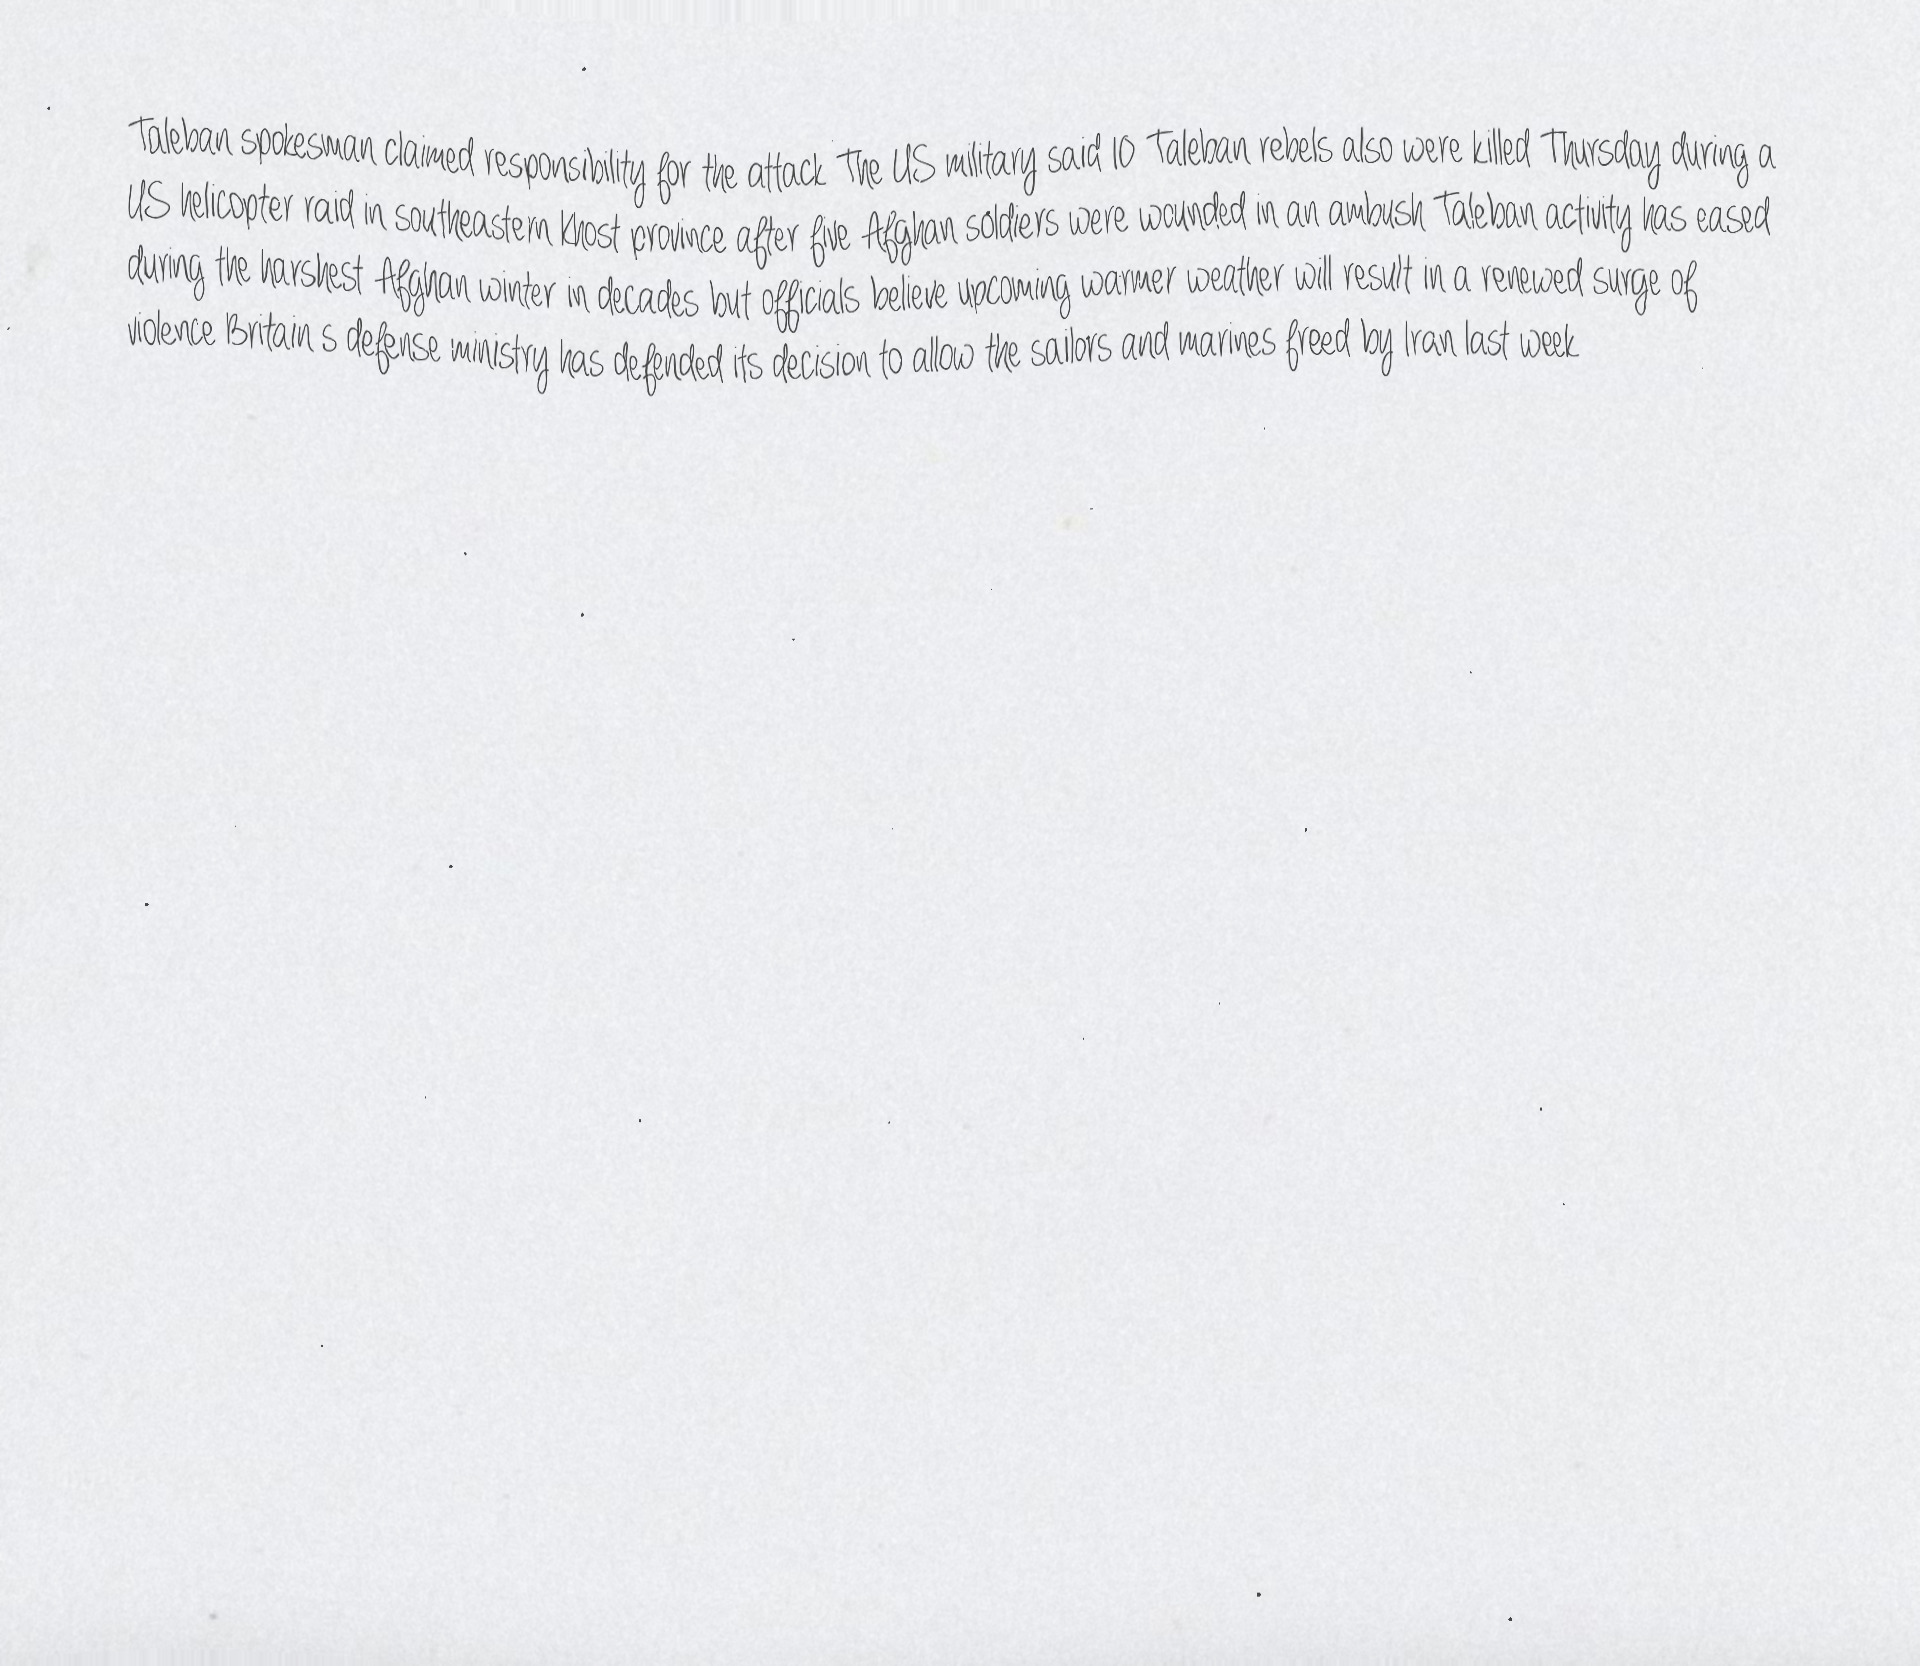 Taleban spokesman claimed responsibility for the attack The US military said 10 Taleban rebels also were killed Thursday during a
US helicopter raid in southeastern Khost province after five Afghan soldiers were wounded in an ambush Taleban activity has eased
during the harshest Afghan winter in decades but officials believe upcoming warmer weather will result in a renewed surge of
violence Britain s defense ministry has defended its decision to allow the sailors and marines freed by Iran last week